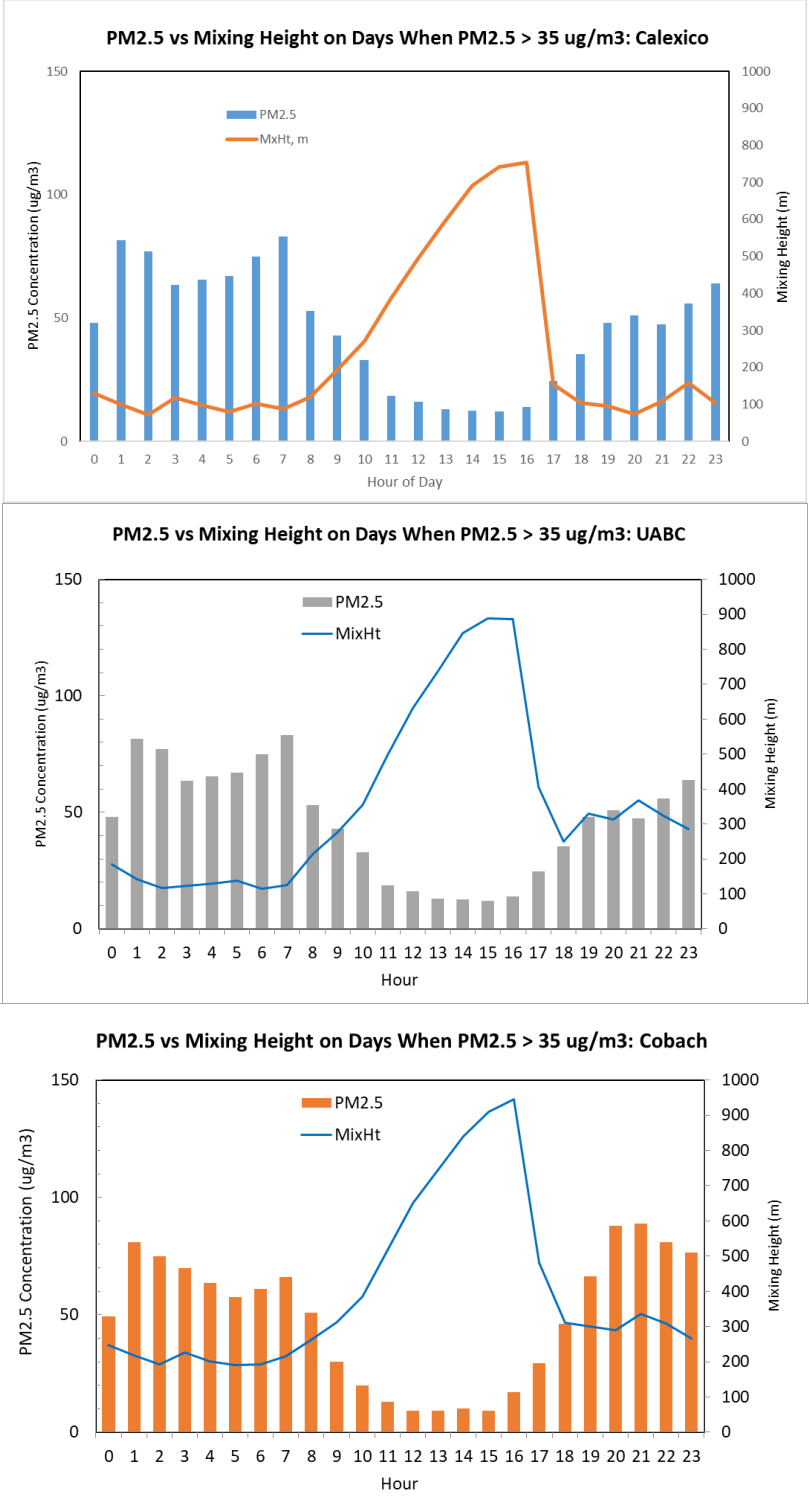 PM2.5 vs Mixing Height on Days When PM2.5 > 35 ug/m3: Calexico
150
100
50
0
PM2.5 Concentration (ug/m3)
PM2.5
MxHt, m
1000
900
800
700
600
500
400
300
200
100
0
Mixing Height (m)
0 1 2 3 4 5 6 7 8 9 10 11 12 13 14 15 16 17 18 19 20 21 22 23
Hour of Day
PM2.5 vs Mixing Height on Days When PM2.5 > 35 ug/m3: UABC
150
100
50
0
PM2.5 Concentration (ug/m3)
PM2.5
MixHt
1000
900
800
700
600
500
400
300
200
100
0
Mixing Height (m)
0 1 2 3 4 5 6 7 8 9 10 11 12 13 14 15 16 17 18 19 20 21 22 23
Hour
PM2.5 vs Mixing Height on Days When PM2.5 > 35 ug/m3: Cobach
150
100
50
0
PM2.5 Concentration (ug/m3)
PM2.5
MixHt
1000
900
800
700
600
500
400
300
200
100
0
Mixing Height (m)
0 1 2 3 4 5 6 7 8 9 10 11 12 13 14 15 16 17 18 19 20 21 22 23
Hour